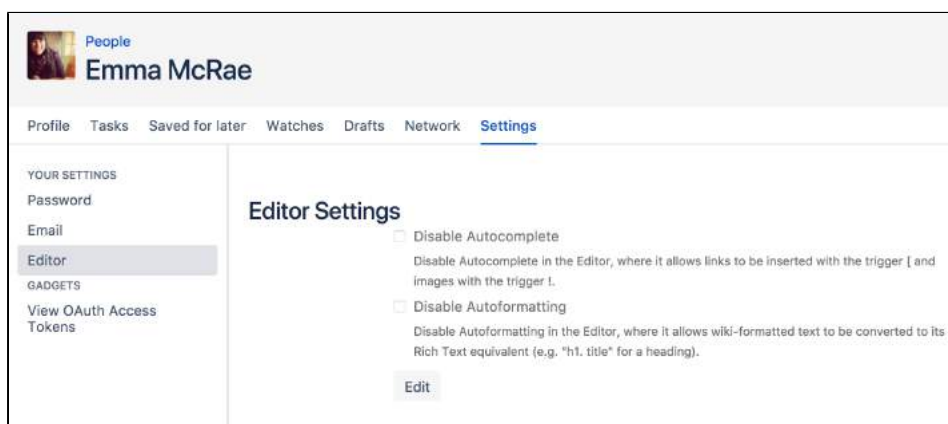 People
Emma McRae
Profile Tasks Saved for later Watches Drafts Network Settings
YOUR SETTINGS
Password
Email
Editor
GADGETS
View OAuth Access
Tokens
Editor Settings
Disable Autocomplete
Disable Autocomplete in the Editor, where it allows links to be inserted with the trigger [ and
images with the trigger !.
Disable Autoformatting
Disable Autoformatting in the Editor, where it allows wiki-formatted text to be converted to its
Rich Text equivalent (e.g. "h1. title" for a heading).
Edit